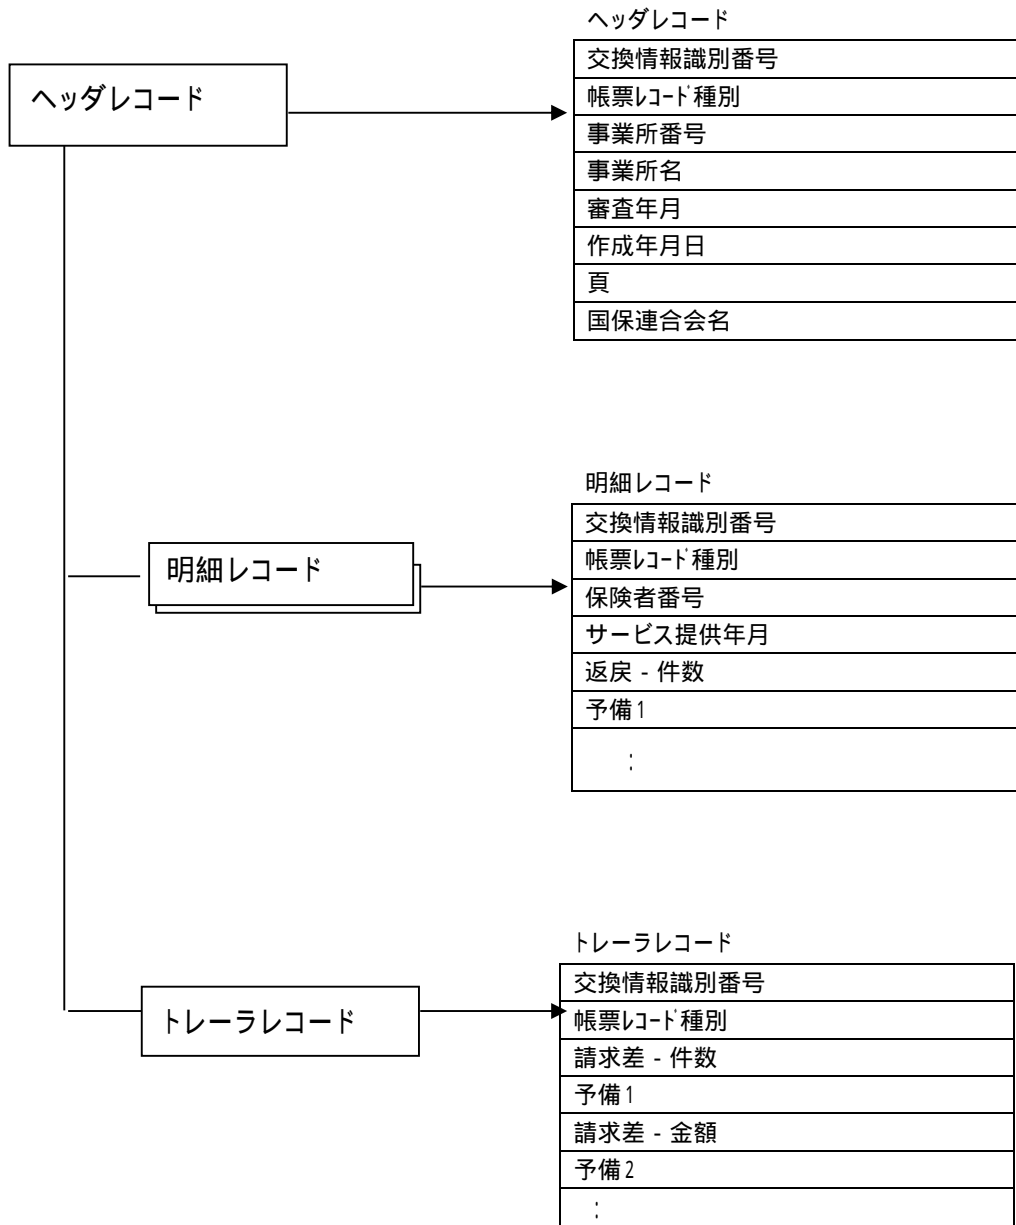 ヘッダレコード
ヘッダレコード
交換情報識別番号
帳票ﾚｺｰﾄﾞ種別
事業所番号
事業所名
審査年月
作成年月日
頁
国保連合会名
明細レコード
明細レコード
交換情報識別番号
帳票ﾚｺｰﾄﾞ種別
保険者番号
サービス提供年月
返戻 - 件数
予備1
:
トレーラレコード
トレーラレコード
交換情報識別番号
帳票ﾚｺｰﾄﾞ種別
請求差 - 件数
予備1
請求差 - 金額
予備2
: